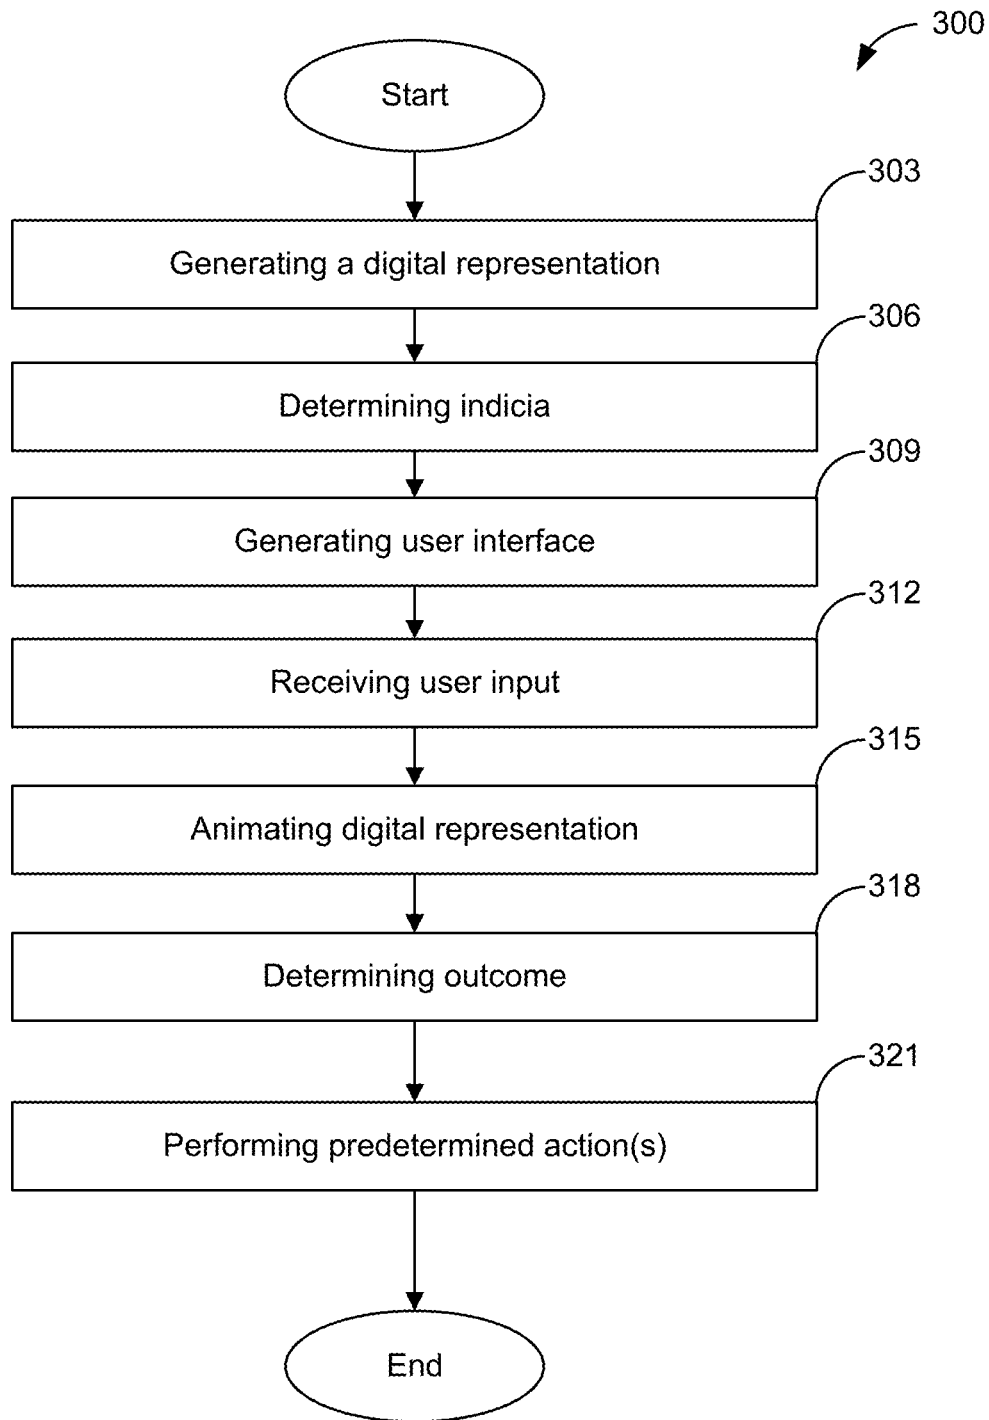 300
Start
303
Generating a digital representation
306
Determining indicia
309
Generating user interface
312
Receiving user input
315
Animating digital representation
318
Determining outcome
321
Performing predetermined action(s)
End